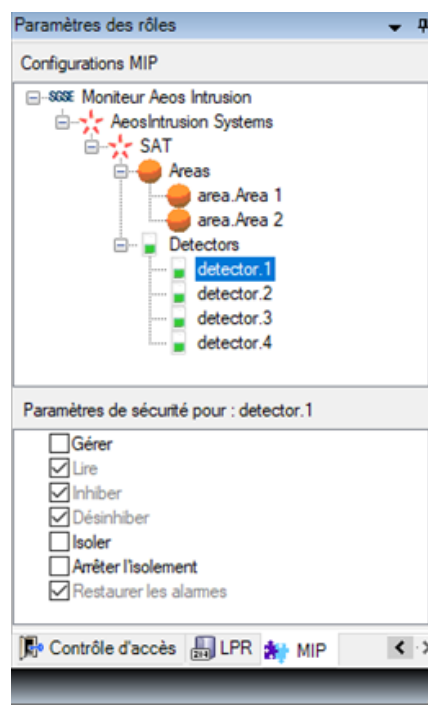 Paramètres des rôles
Configurations MIP
SGSE Moniteur Aeos Intrusion
AeosIntrusion Systems
SAT
Areas
area.Area 1
area.Area 2
Detectors
detector.1
detector.2
detector.3
detector.4
Paramètres de sécurité pour : detector.1
Gérer
Lire
Inhiber
Désinhiber
Isoler
Arrêter l'isolement
Restaurer les alarmes
Contrôle d'accès LPR MIP